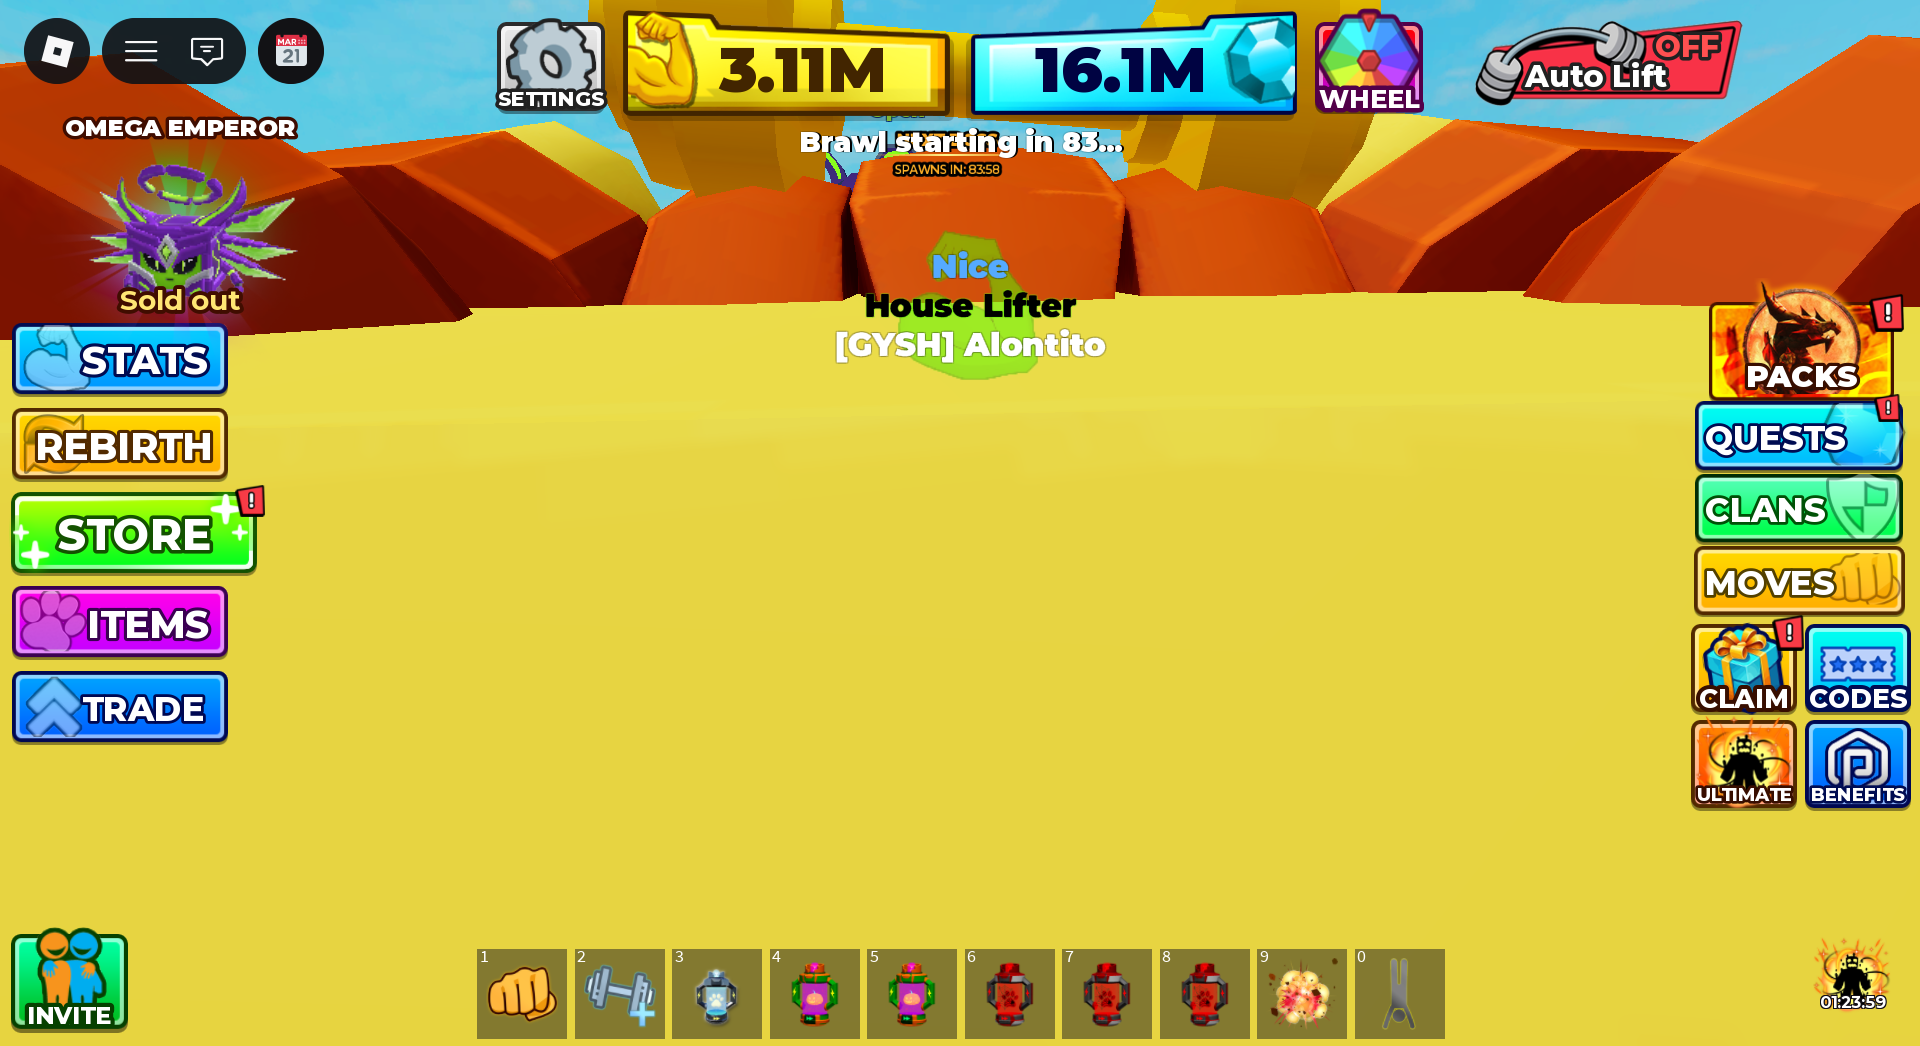 MAR
21
SETTINGS
3.11M
16.1M
WHEEL
OFF
Auto Lift
OMEGA EMPEROR
Sold out
Brawl starting in 83...
SPAWNS IN: 83:58
Nice
House Lifter
[GYSH] Alontito
STATS
REBIRTH
STORE
!
ITEMS
TRADE
INVITE
PACKS
!
QUESTS
!
CLANS
MOVES
CLAIM
!
CODES
ULTIMATE
BENEFITS
1
2
3
4
5
6
7
8
9
0
01:23:59